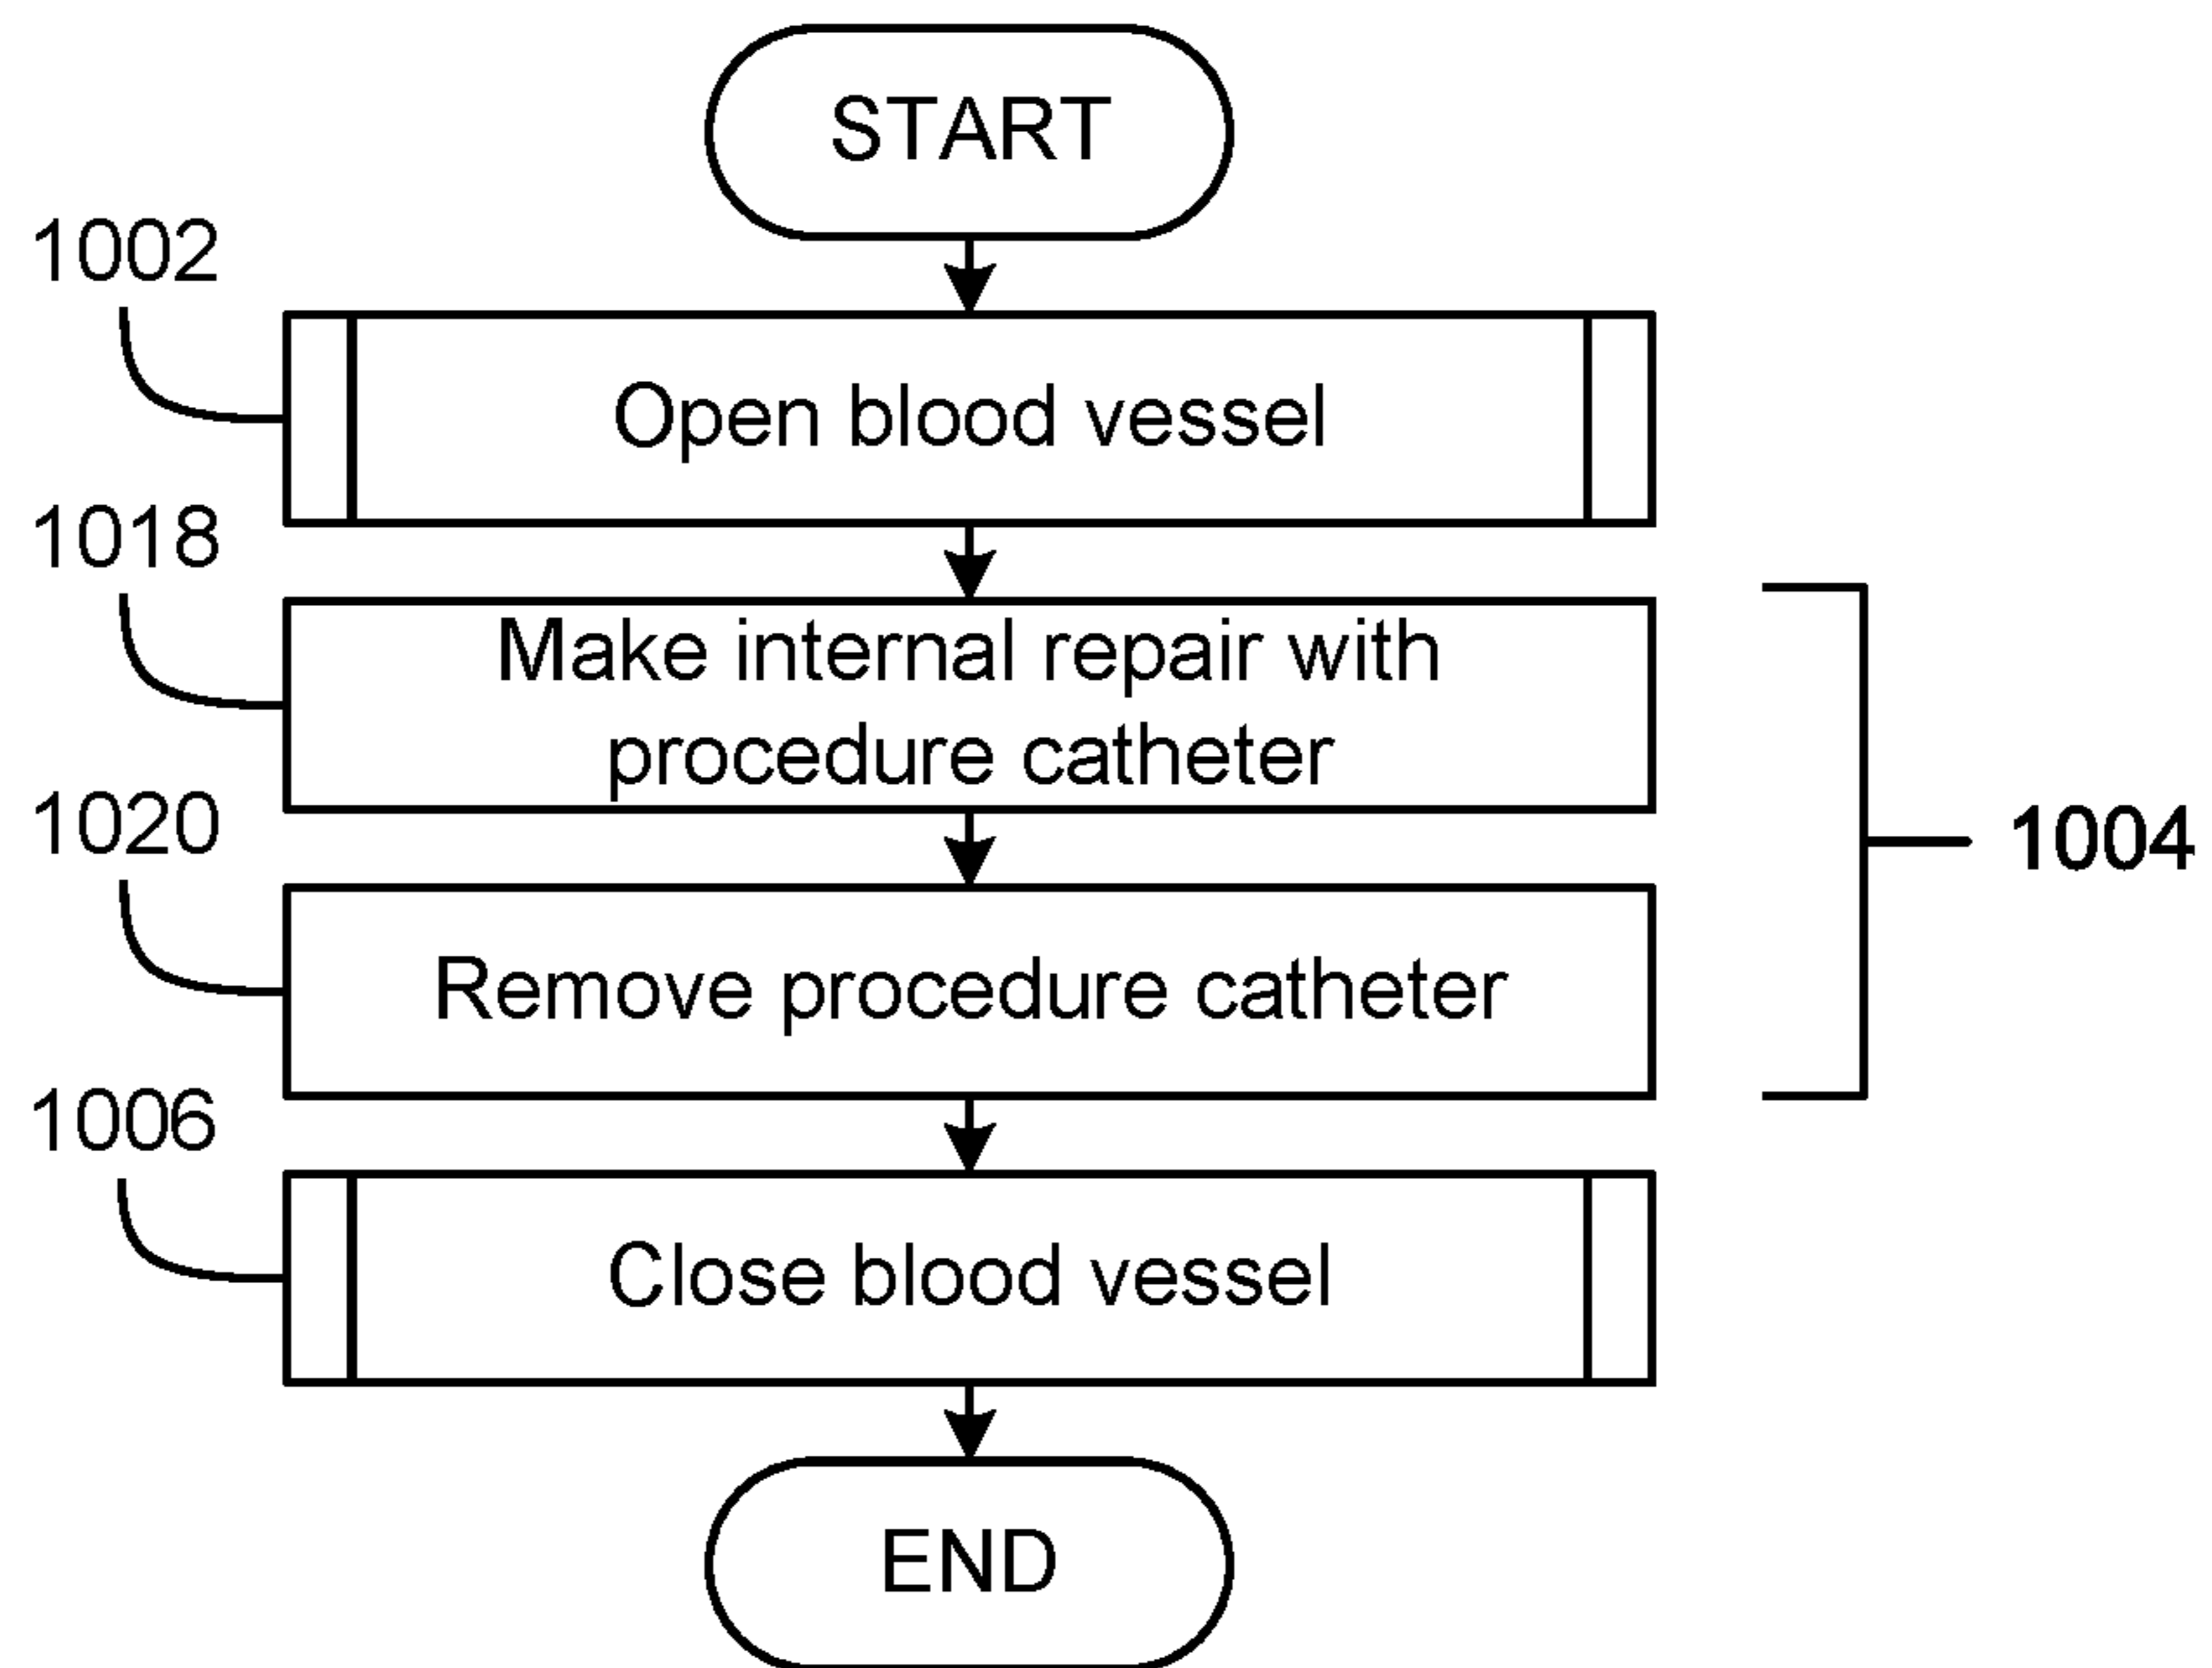 START
1002
Open blood vessel
1018
Make internal repair with
procedure catheter
1020
1004
Remove procedure catheter
1006
Close blood vessel
END